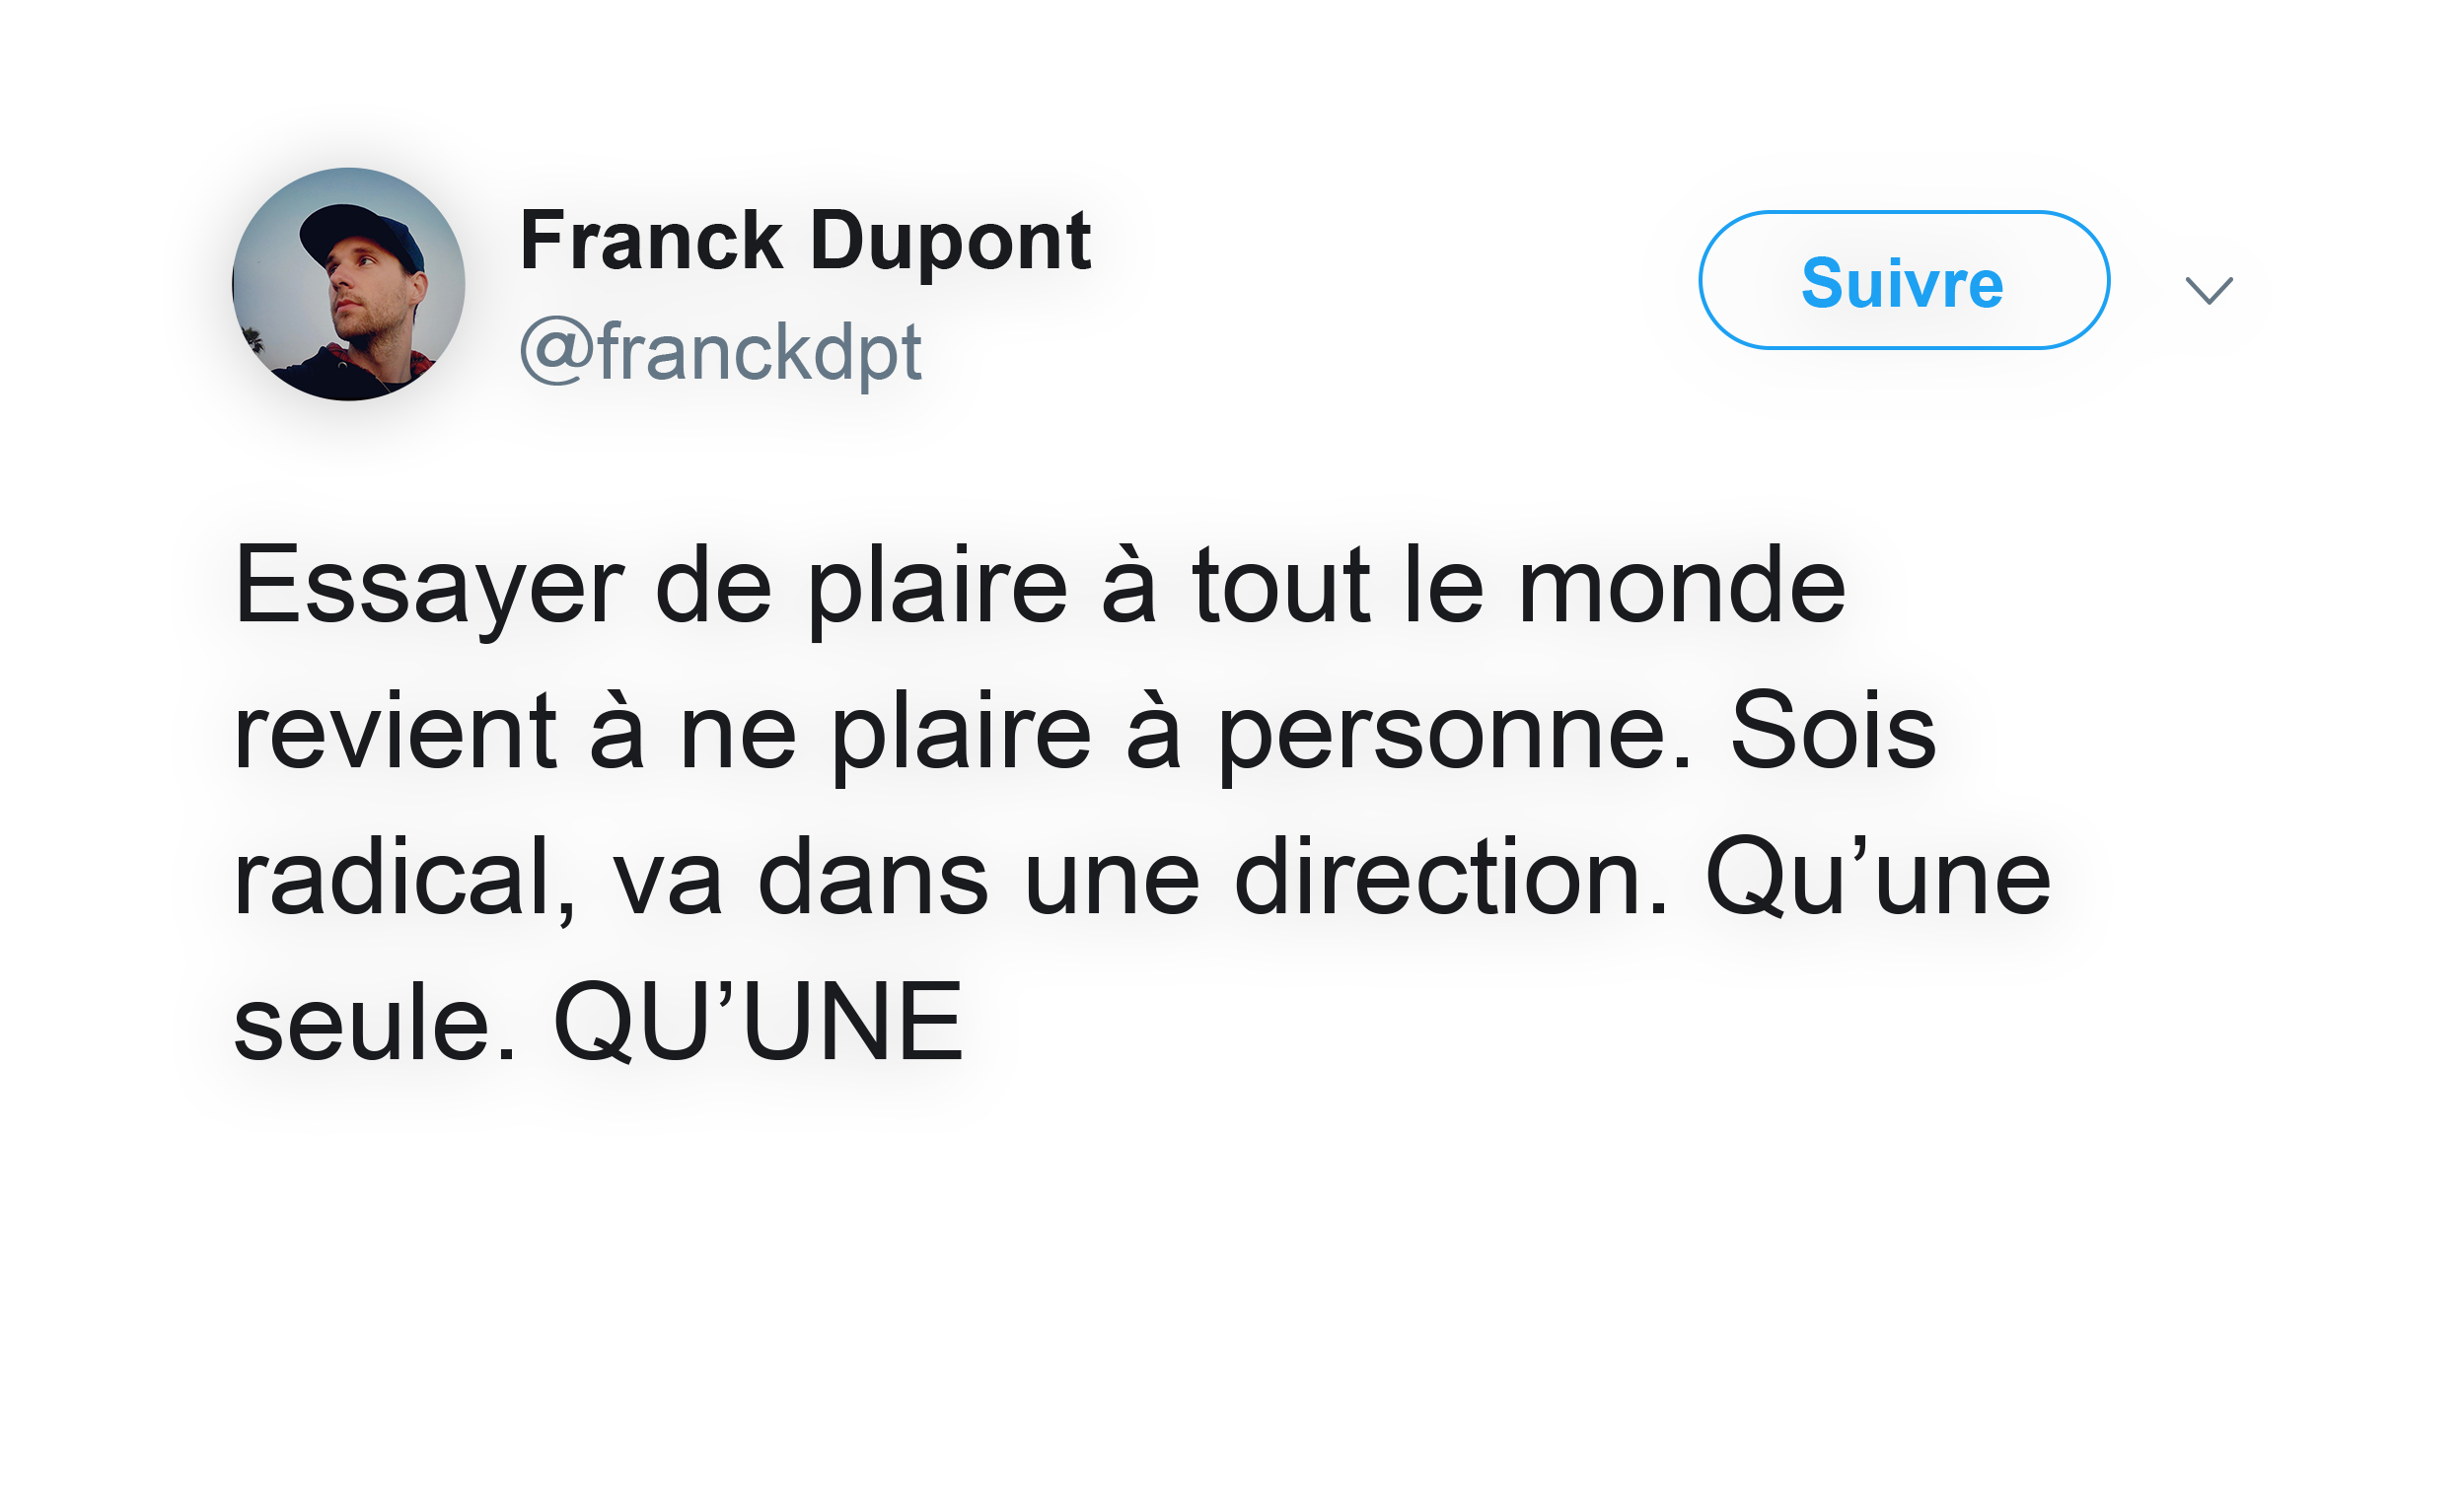 Franck Dupont
@franckdpt
Suivre
Essayer de plaire à tout le monde
revient à ne plaire à personne. Sois
radical, va dans une direction. Qu’une
seule. QU’UNE